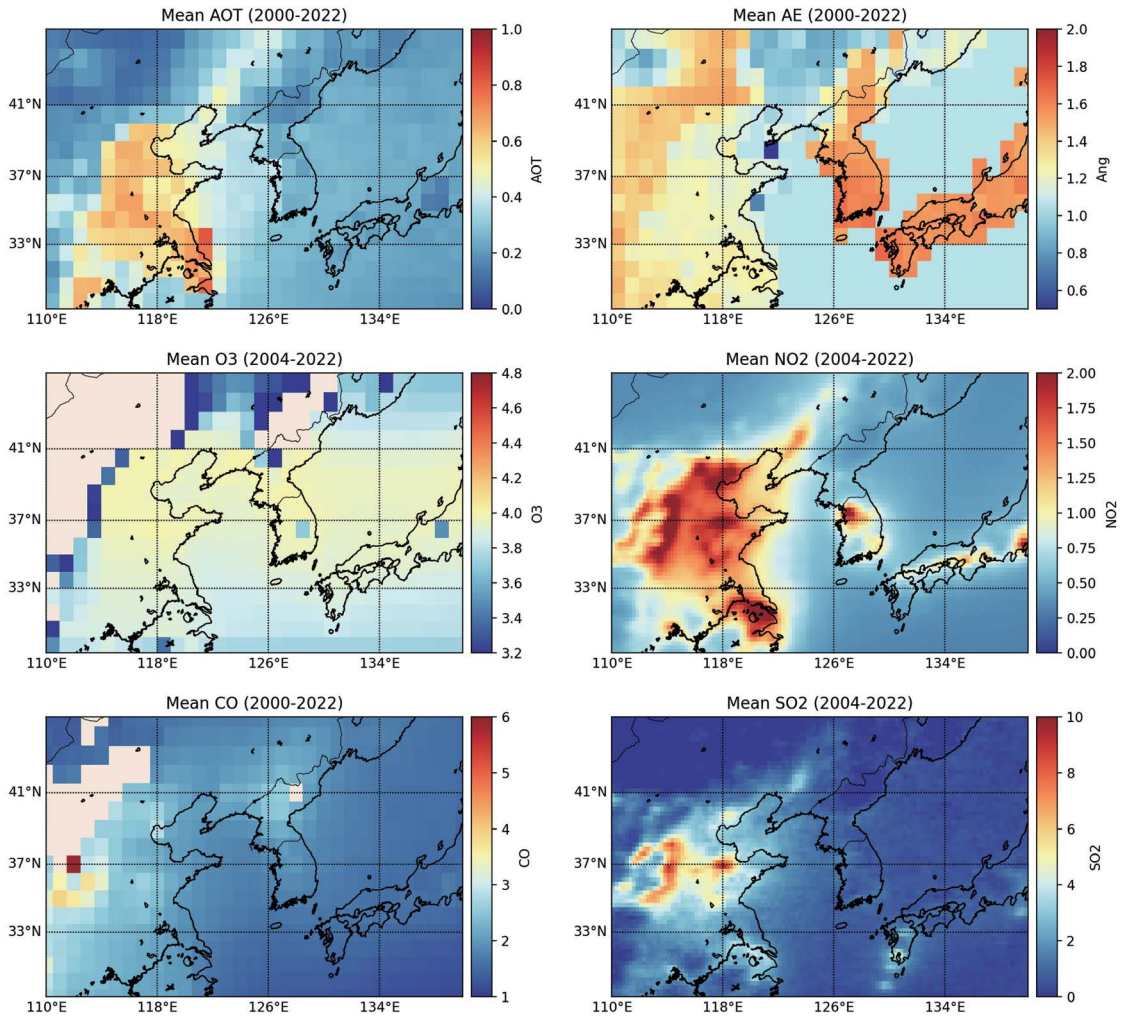 Mean AOT (2000-2022)
41°N
37°N
33°N
110°E 118°E 126°E 134°E
1.0
0.8
0.6
0.4
0.2
0.0
AOT
Mean AE (2000-2022)
41°N
37°N
33°N
110°E 118°E 126°E 134°E
2.0
1.8
1.6
1.4
1.2
1.0
0.8
0.6
Ang
Mean O3 (2004-2022)
41°N
37°N
33°N
110°E 118°E 126°E 134°E
4.8
4.6
4.4
4.2
4.0
3.8
3.6
3.4
3.2
O3
Mean NO2 (2004-2022)
41°N
37°N
33°N
110°E 118°E 126°E 134°E
2.00
1.75
1.50
1.25
1.00
0.75
0.50
0.25
0.00
NO2
Mean CO (2000-2022)
41°N
37°N
33°N
110°E 118°E 126°E 134°E
6
5
4
3
2
1
CO
Mean SO2 (2004-2022)
41°N
37°N
33°N
110°E 118°E 126°E 134°E
10
8
6
4
2
0
SO2